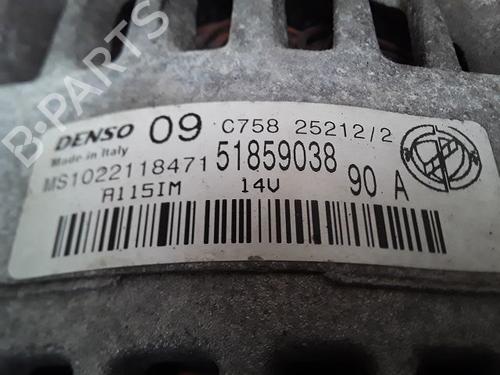 B-PARTS
DENSO 09 C758 25212/2
Made in Italy
MS1022118471 51859038
A115IM 14V 90 A